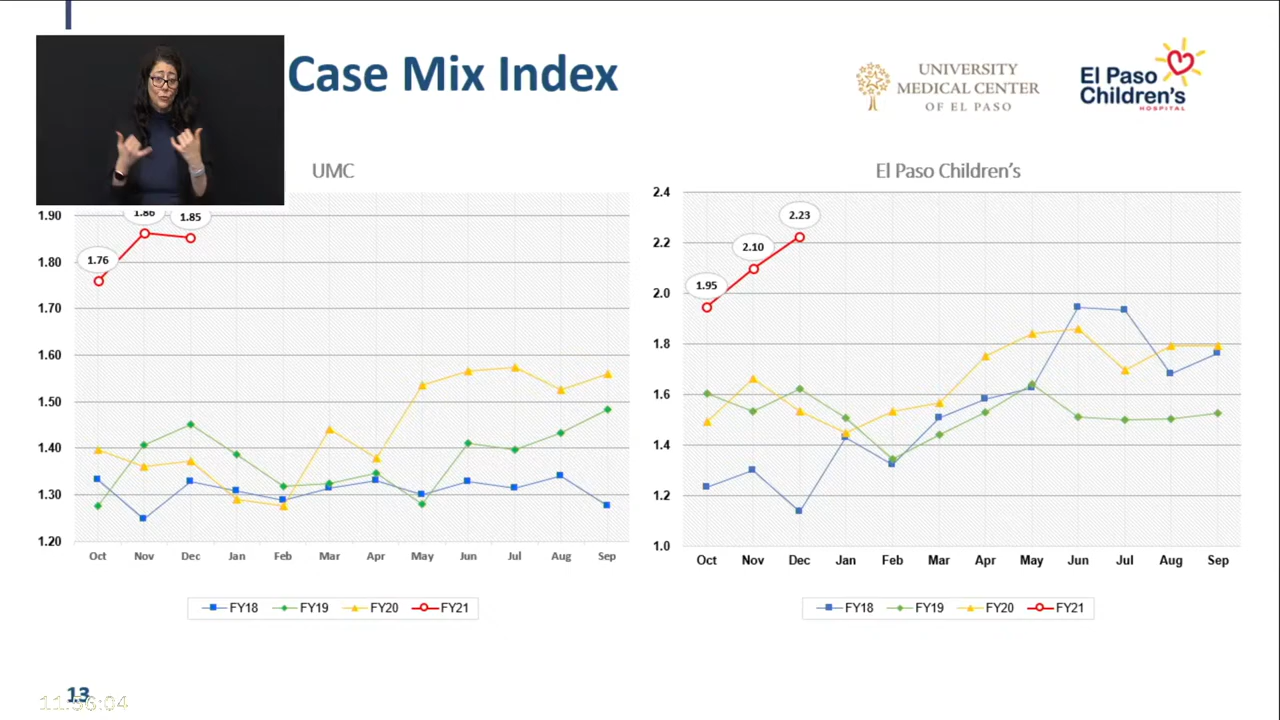 Case Mix Index
UNIVERSITY
MEDICAL CENTER
OF EL PASO
El Paso
Children's
HOSPITAL
UMC
1.90
1.80
1.70
1.60
1.50
1.40
1.30
1.20
1.76
1.86
1.85
Oct Nov Dec Jan Feb Mar Apr May Jun Jul Aug Sep
FY18 FY19 FY20 FY21
El Paso Children's
2.4
2.2
2.0
1.8
1.6
1.4
1.2
1.0
1.95
2.10
2.23
Oct Nov Dec Jan Feb Mar Apr May Jun Jul Aug Sep
FY18 FY19 FY20 FY21
13
11:56:04